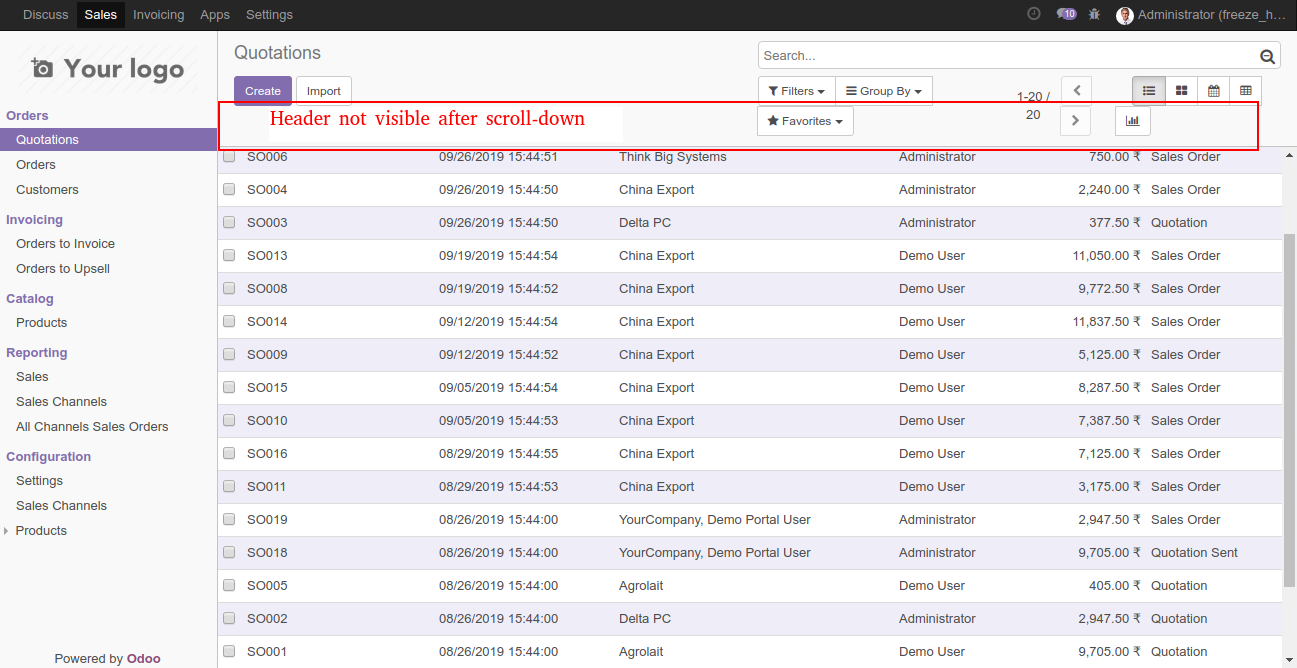 Discuss Sales Invoicing Apps Settings 10 Administrator (freeze_h...
Your logo
Orders
Quotations
Orders
Customers
Invoicing
Orders to Invoice
Orders to Upsell
Catalog
Products
Reporting
Sales
Sales Channels
All Channels Sales Orders
Configuration
Settings
Sales Channels
Products
Powered by Odoo
Quotations
Search...
Create Import
Filters Group By
1-20 / 20
Favorites
Header not visible after scroll-down
SO006 09/26/2019 15:44:51 Think Big Systems Administrator 750.00 ₹ Sales Order
SO004 09/26/2019 15:44:50 China Export Administrator 2,240.00 ₹ Sales Order
SO003 09/26/2019 15:44:50 Delta PC Administrator 377.50 ₹ Quotation
SO013 09/19/2019 15:44:54 China Export Demo User 11,050.00 ₹ Sales Order
SO008 09/19/2019 15:44:52 China Export Demo User 9,772.50 ₹ Sales Order
SO014 09/12/2019 15:44:54 China Export Demo User 11,837.50 ₹ Sales Order
SO009 09/12/2019 15:44:52 China Export Demo User 5,125.00 ₹ Sales Order
SO015 09/05/2019 15:44:54 China Export Demo User 8,287.50 ₹ Sales Order
SO010 09/05/2019 15:44:53 China Export Demo User 7,387.50 ₹ Sales Order
SO016 08/29/2019 15:44:55 China Export Demo User 7,125.00 ₹ Sales Order
SO011 08/29/2019 15:44:53 China Export Demo User 3,175.00 ₹ Sales Order
SO019 08/26/2019 15:44:00 YourCompany, Demo Portal User Administrator 2,947.50 ₹ Sales Order
SO018 08/26/2019 15:44:00 YourCompany, Demo Portal User Administrator 9,705.00 ₹ Quotation Sent
SO005 08/26/2019 15:44:00 Agrolait Demo User 405.00 ₹ Quotation
SO002 08/26/2019 15:44:00 Delta PC Administrator 2,947.50 ₹ Quotation
SO001 08/26/2019 15:44:00 Agrolait Demo User 9,705.00 ₹ Quotation